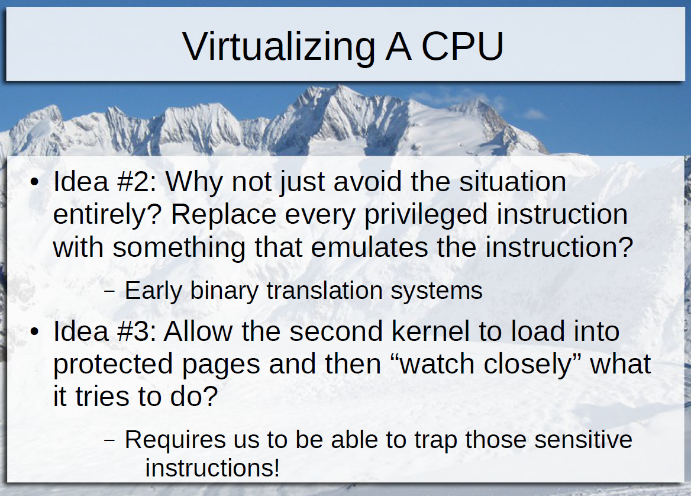 Virtualizing A CPU
• Idea #2: Why not just avoid the situation
entirely? Replace every privileged instruction
with something that emulates the instruction?
– Early binary translation systems
• Idea #3: Allow the second kernel to load into
protected pages and then “watch closely” what
it tries to do?
– Requires us to be able to trap those sensitive
instructions!